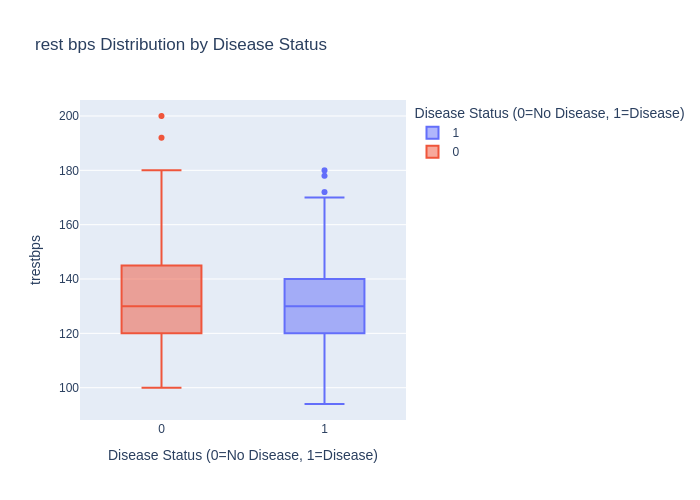 rest bps Distribution by Disease Status
Disease Status (0=No Disease, 1=Disease)
1
0
200
180
160
140
120
100
trestbps
0
1
Disease Status (0=No Disease, 1=Disease)